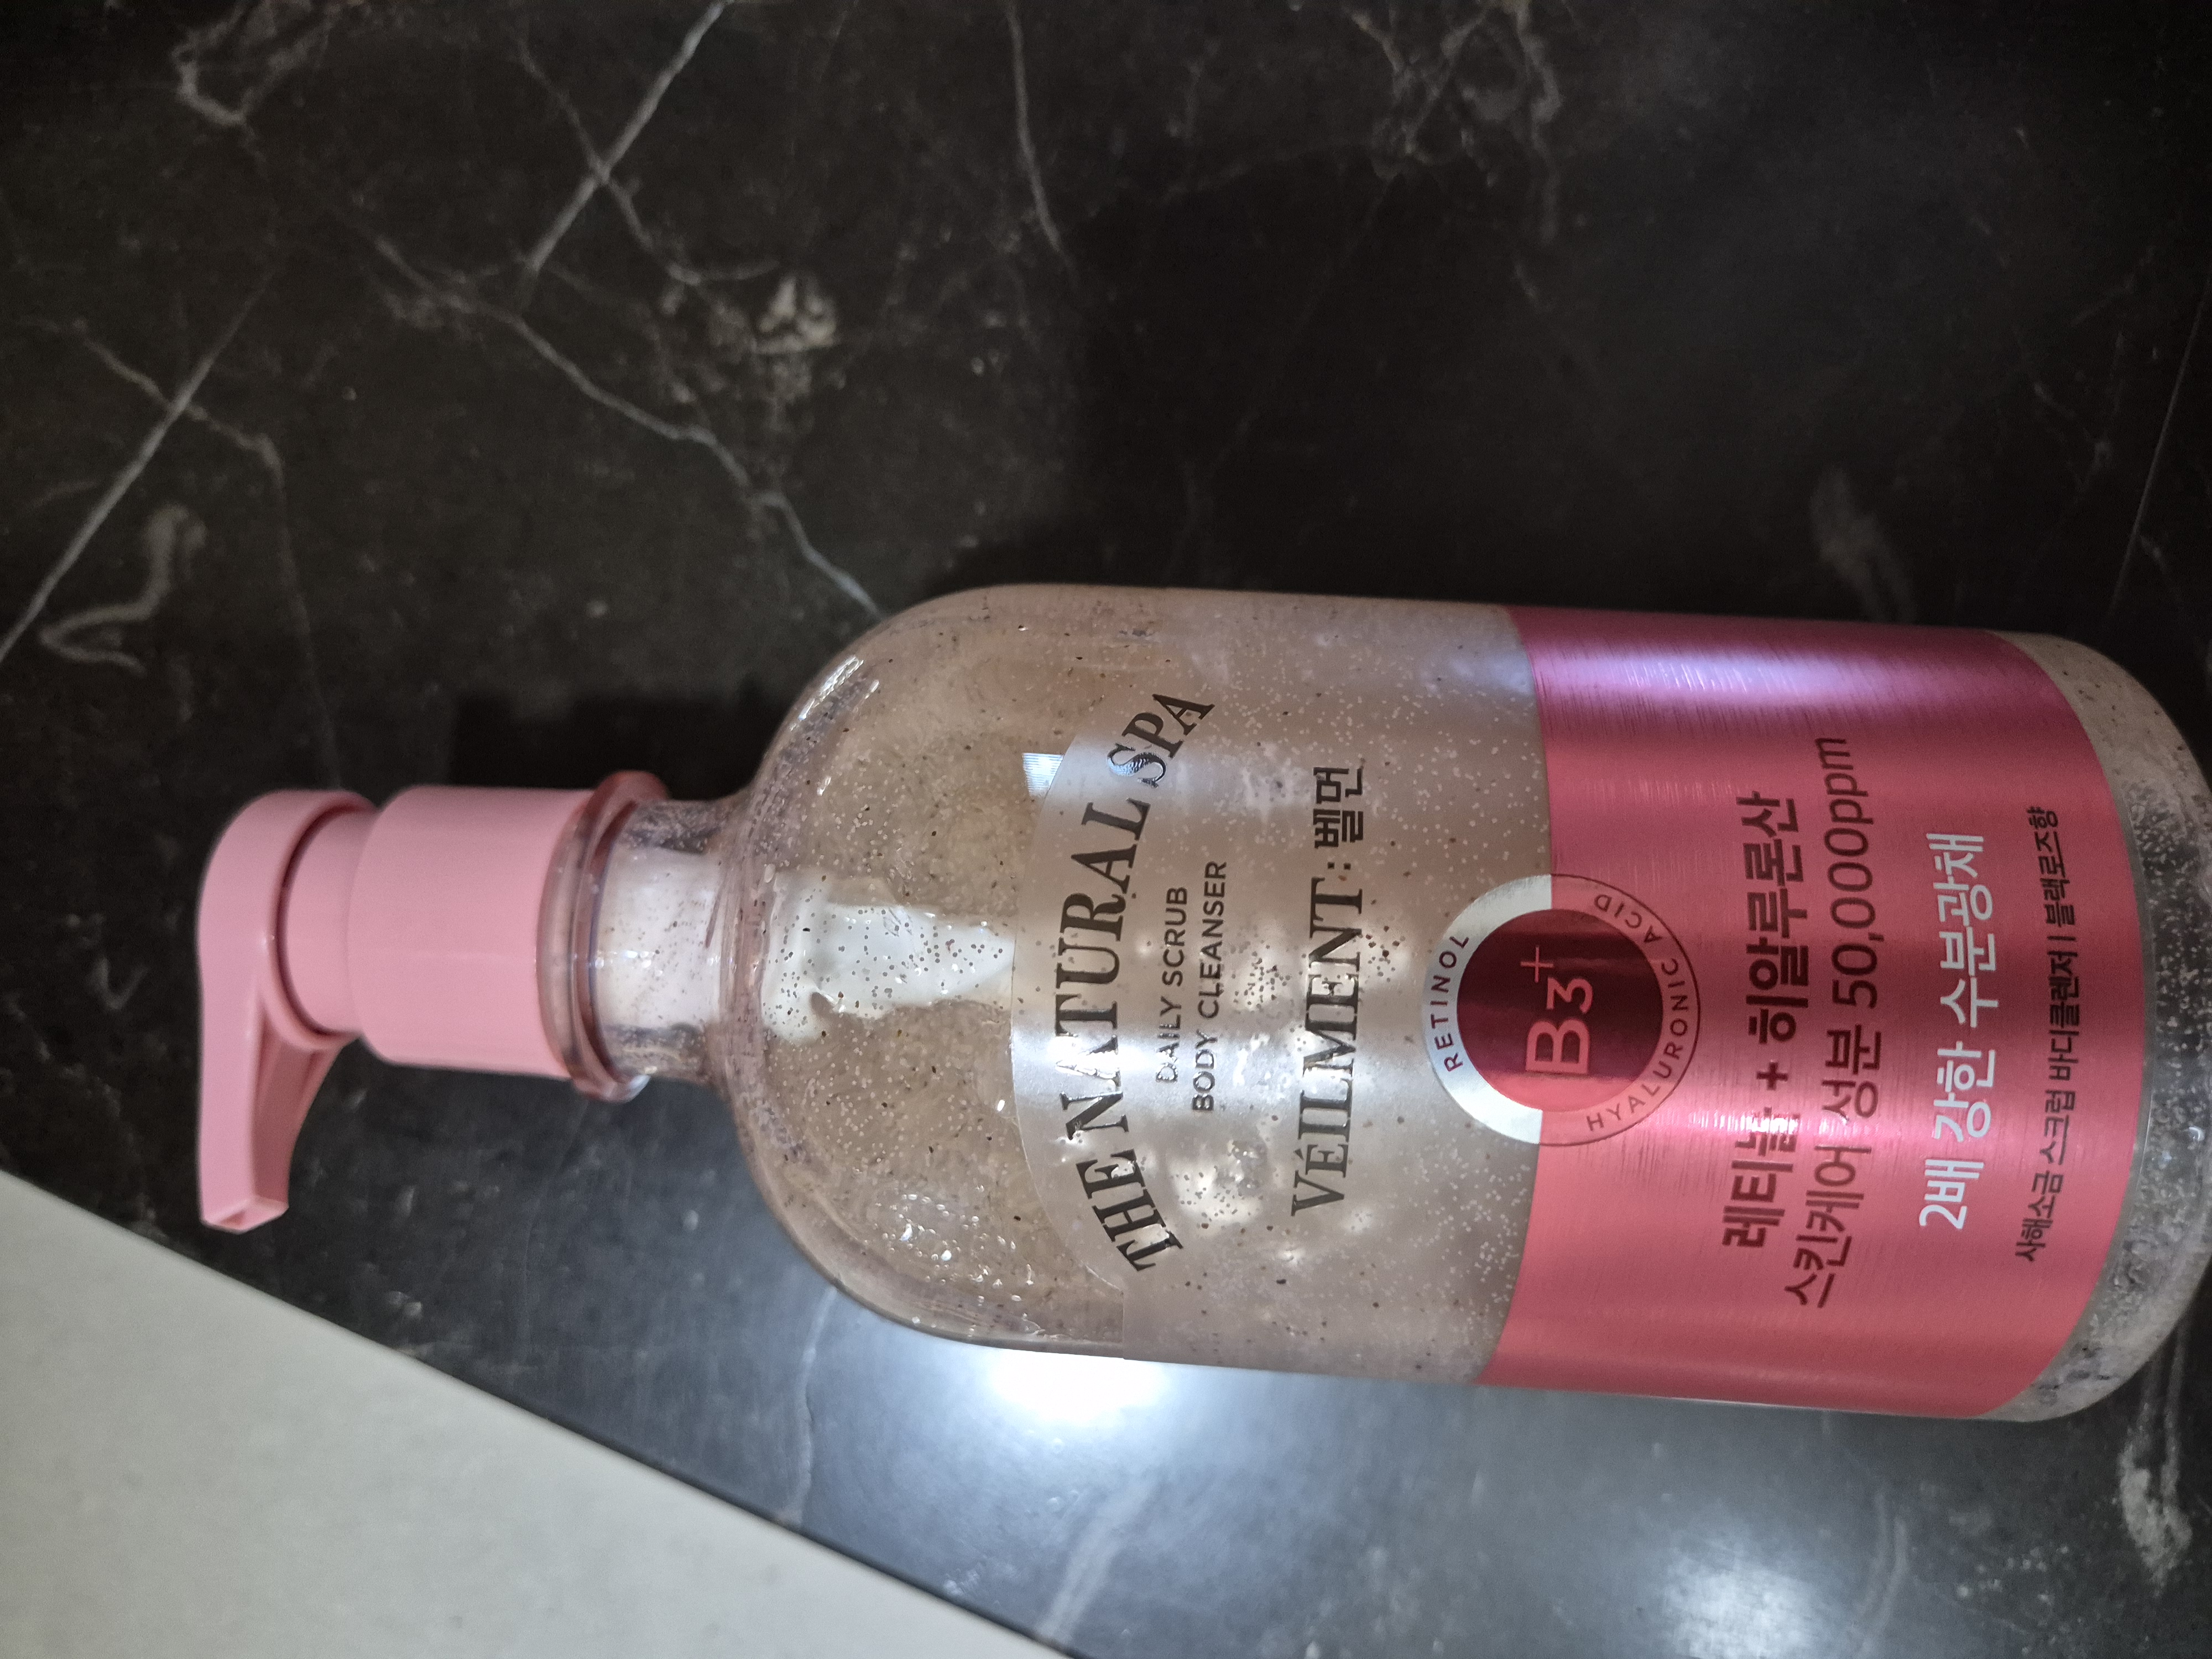 THE NATURAL SPA
DAILY SCRUB
BODY CLEANSER
VEILMENT: 벨먼
RETINOL
B3+
HYALURONIC ACID
레티날 + 히알루론산
스킨케어 성분 50,000ppm
2배 강한 수분광채
사해소금 스크럽 바디클렌저 | 블랙로즈향